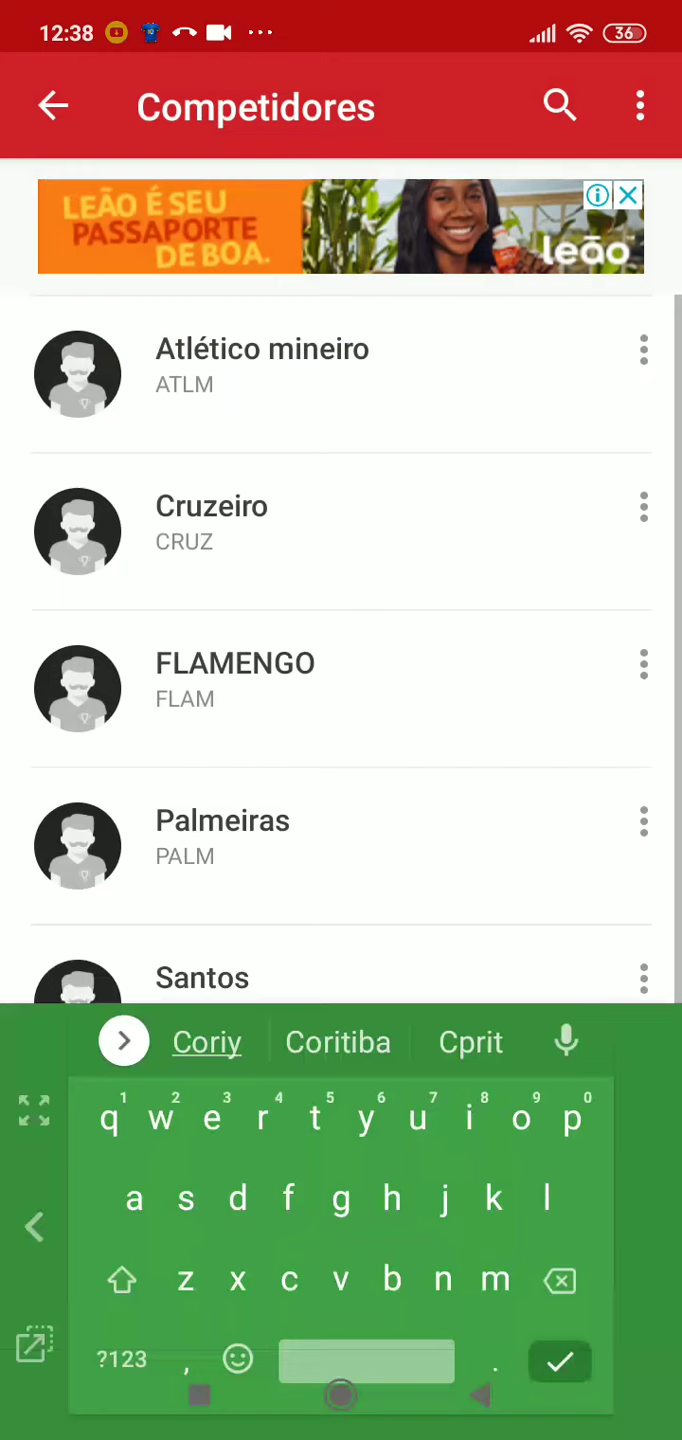 12:38 36
Competidores
LEÃO É SEU
PASSAPORTE
DE BOA.
leão
Atlético mineiro
ATLM
Cruzeiro
CRUZ
FLAMENGO
FLAM
Palmeiras
PALM
Santos
Coriy Coritiba Cprit
1 2 3 4 5 6 7 8 9 0
q w e r t y u i o p
a s d f g h j k l
z x c v b n m
?123 , .